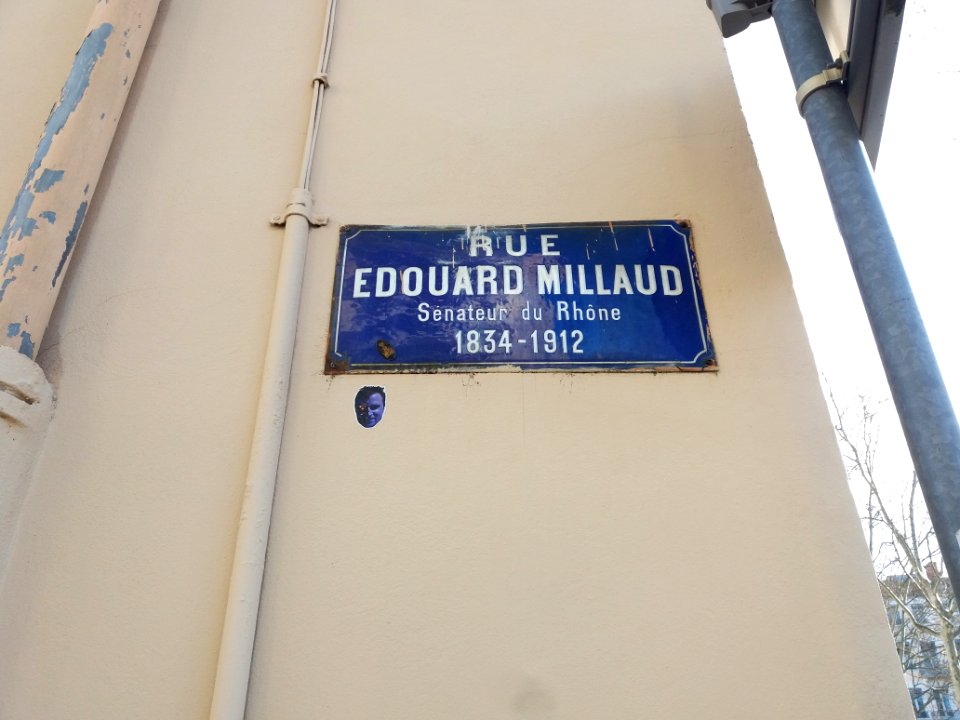 RUE
EDOUARD MILLAUD
Sénateur du Rhône
1834-1912